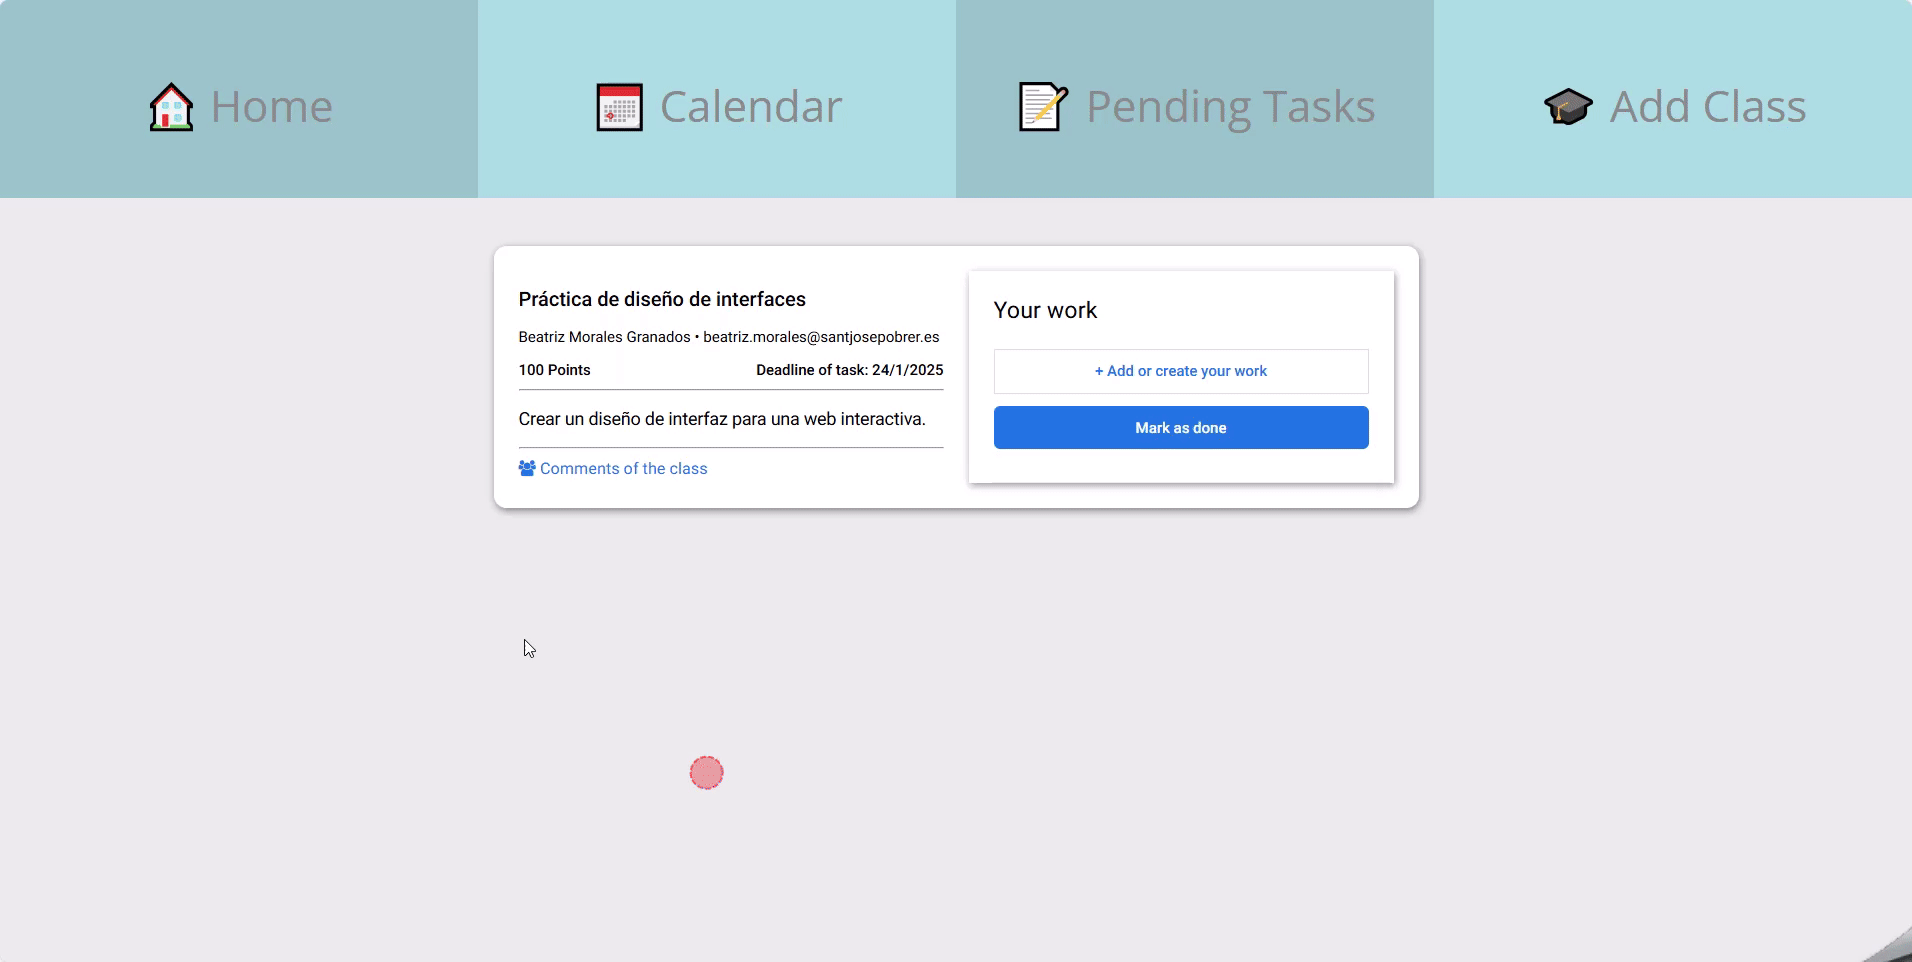 Home
Calendar
Pending Tasks
Add Class
Práctica de diseño de interfaces
Beatriz Morales Granados • beatriz.morales@santjosepobrer.es
100 Points
Deadline of task: 24/1/2025
Crear un diseño de interfaz para una web interactiva.
Comments of the class
Your work
+ Add or create your work
Mark as done